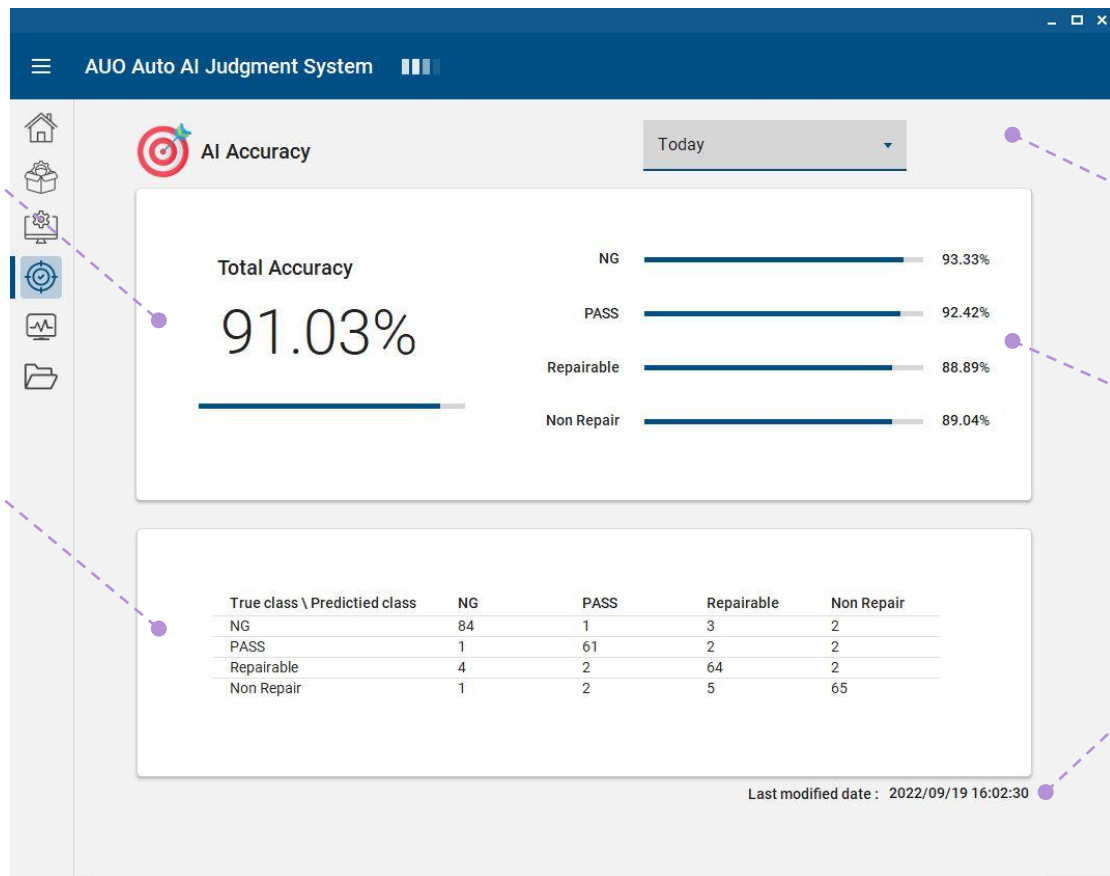 AUO Auto AI Judgment System
AI Accuracy
Today
Total Accuracy
91.03%
NG 93.33%
PASS 92.42%
Repairable 88.89%
Non Repair 89.04%
True class \ Predictied class NG PASS Repairable Non Repair
NG 84 1 3 2
PASS 1 61 2 2
Repairable 4 2 64 2
Non Repair 1 2 5 65
Last modified date : 2022/09/19 16:02:30